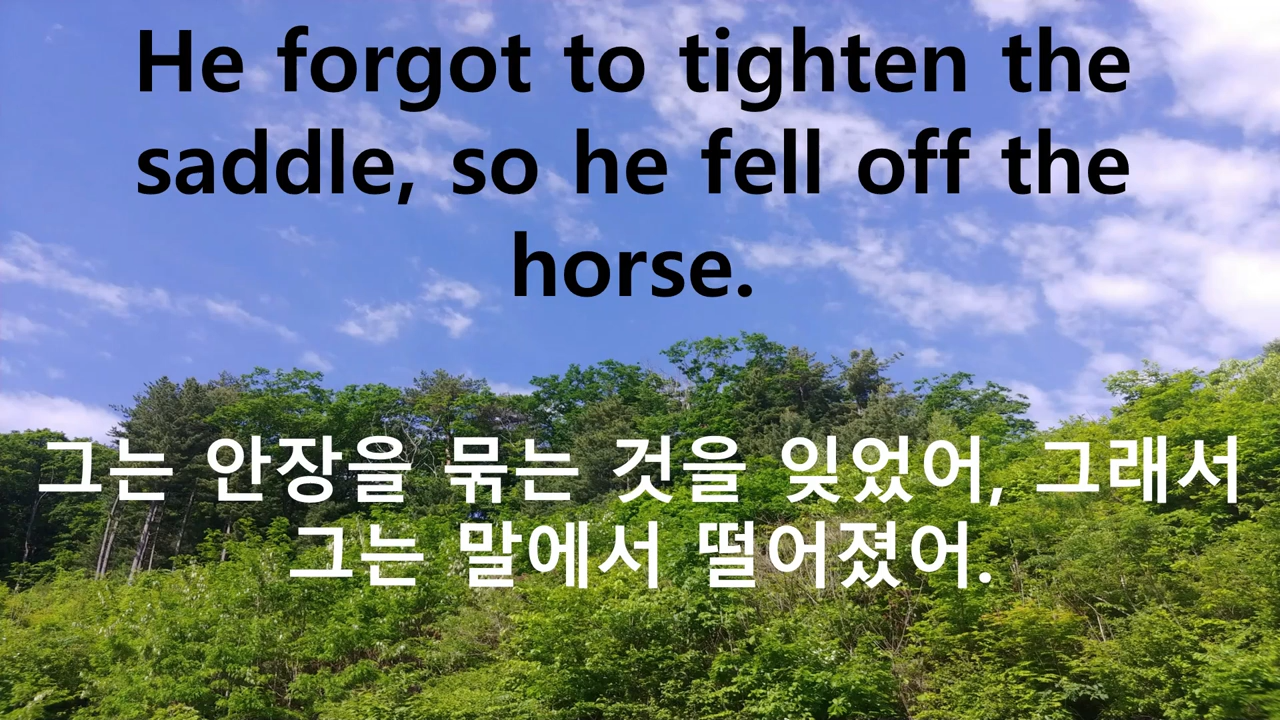 He forgot to tighten the
saddle, so he fell off the
horse.
그는 안장을 묶는 것을 잊었어, 그래서
그는 말에서 떨어졌어.